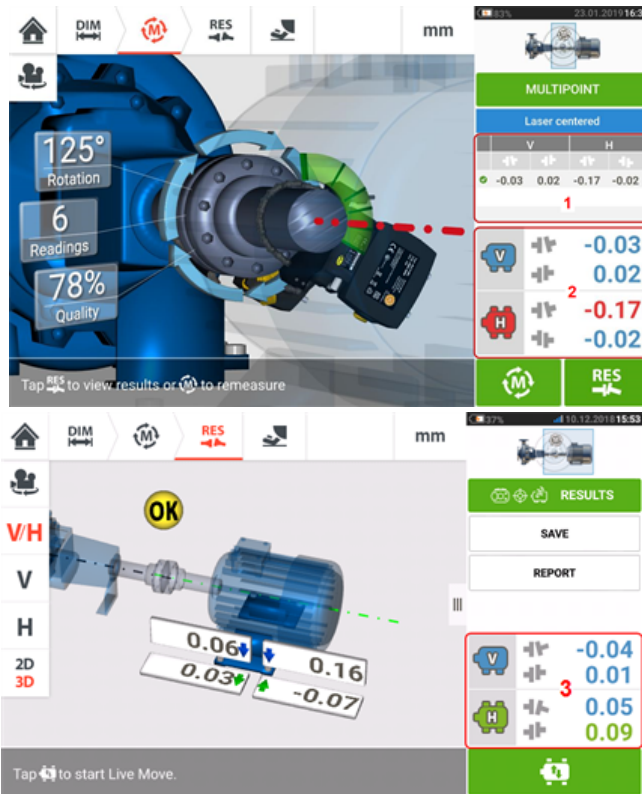 DIM
RES
mm
83%
23.01.2019 16:3
125°
Rotation
6
Readings
78%
Quality
Tap RES to view results or M to remeasure
MULTIPOINT
Laser centered
V H
-0.03 0.02 -0.17 -0.02
1
V
-0.03
0.02
2
H
-0.17
-0.02
M
RES
DIM
M
RES
mm
37%
10.12.2018 15:53
V/H
V
H
2D
3D
OK
0.06
0.16
0.03
-0.07
Tap to start Live Move.
RESULTS
SAVE
REPORT
V
-0.04
0.01
3
H
0.05
0.09